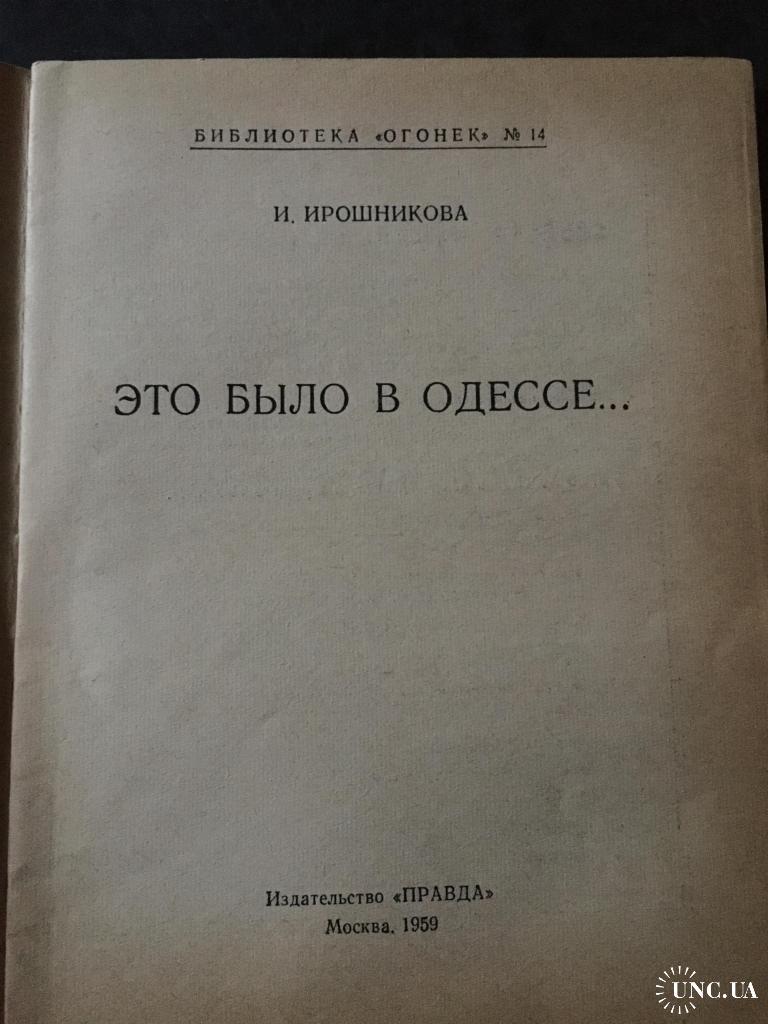 БИБЛИОТЕКА «ОГОНЕК» № 14
И. ИРОШНИКОВА
ЭТО БЫЛО В ОДЕССЕ...
Издательство «ПРАВДА»
Москва. 1959
UNC.UA